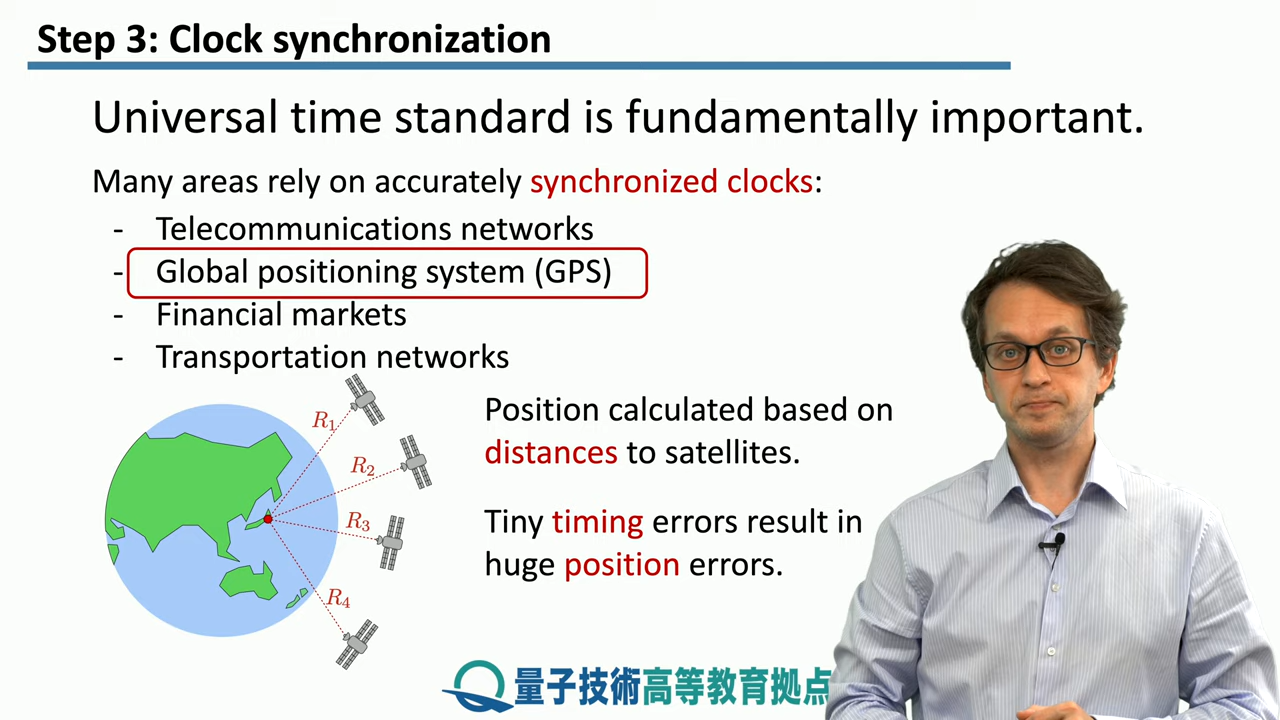 Step 3: Clock synchronization
Universal time standard is fundamentally important.
Many areas rely on accurately synchronized clocks:
- Telecommunications networks
- Global positioning system (GPS)
- Financial markets
- Transportation networks
R1
R2
R3
R4
Position calculated based on
distances to satellites.
Tiny timing errors result in
huge position errors.
量子技術高等教育拠点